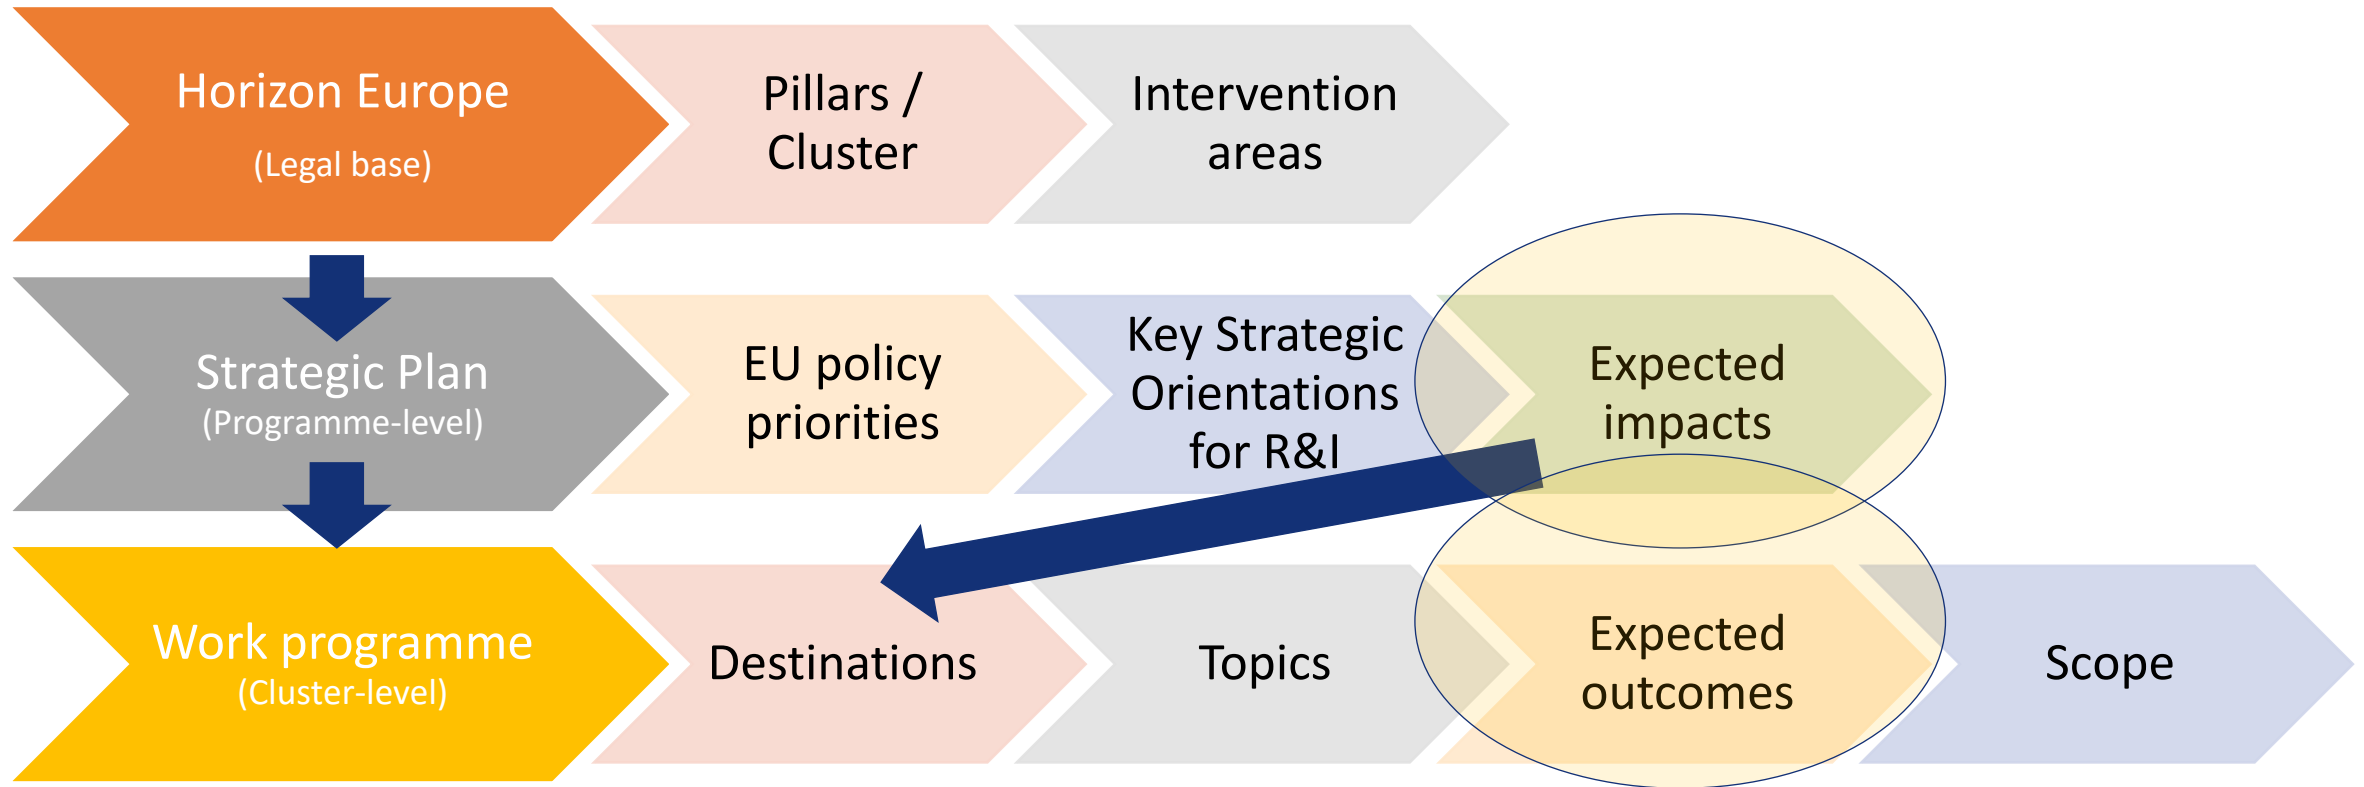 Horizon Europe
(Legal base)
Pillars /
Cluster
Intervention
areas
Strategic Plan
(Programme-level)
EU policy
priorities
Key Strategic
Orientations
for R&I
Expected
impacts
Work programme
(Cluster-level)
Destinations
Topics
Expected
outcomes
Scope